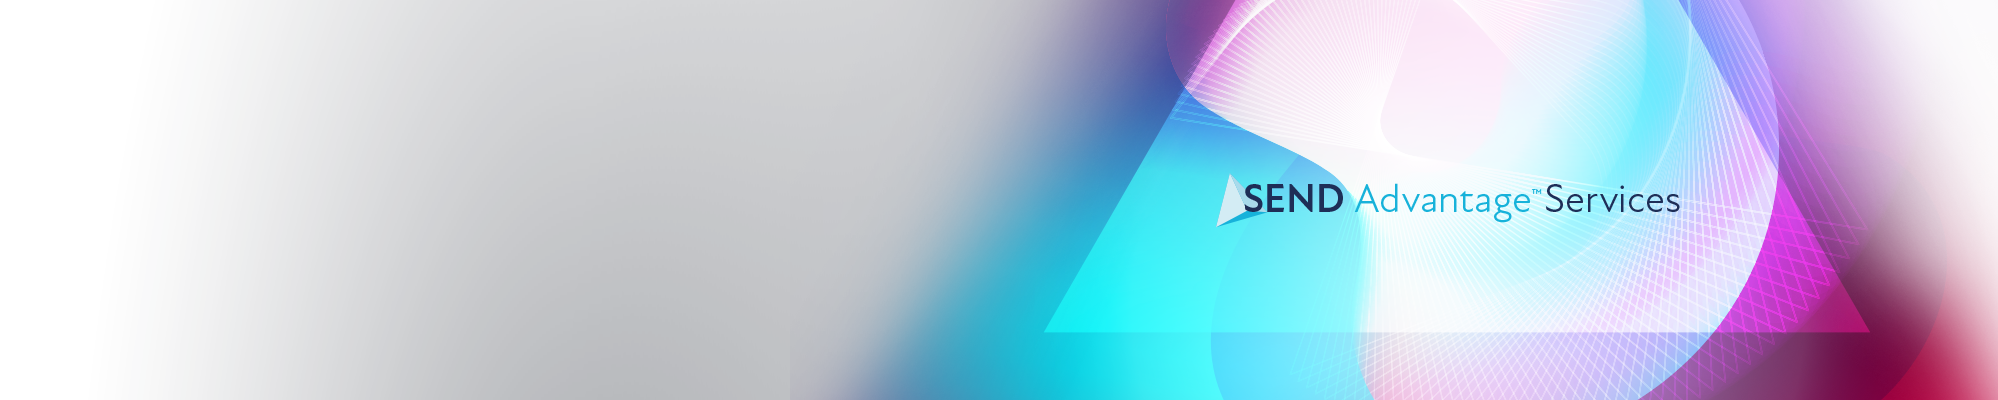 SEND Advantage™ Services